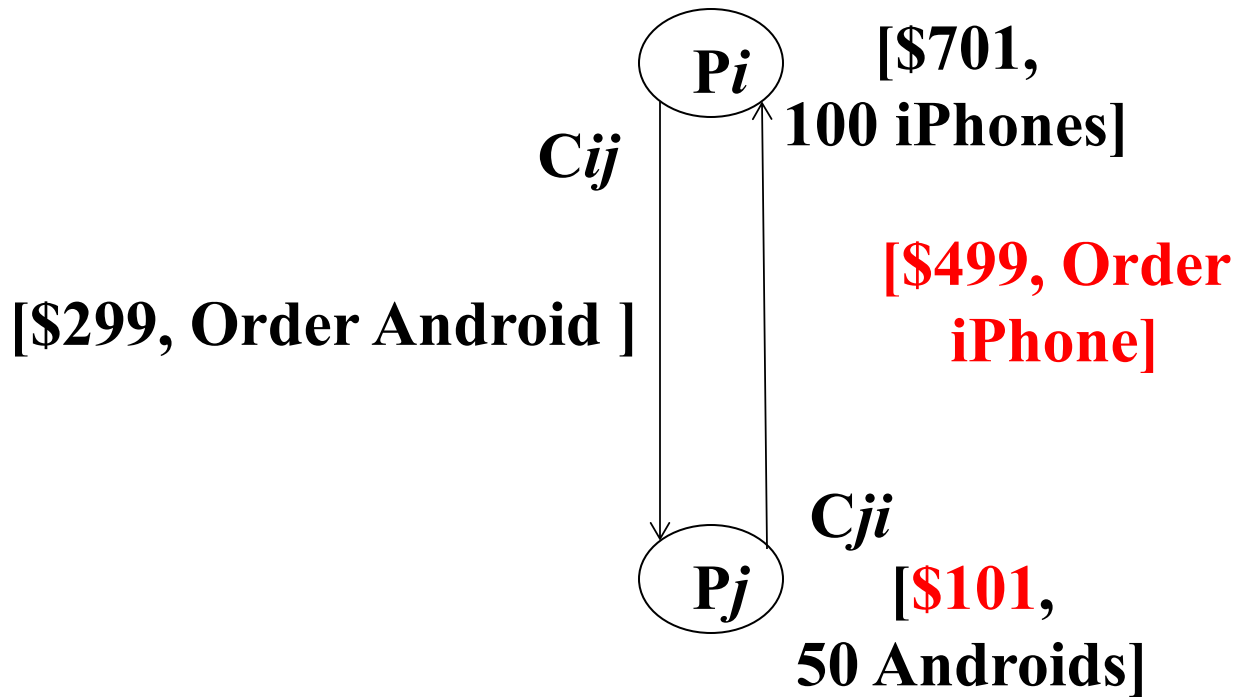 Pi
[$701,
100 iPhones]
Cij
[$499, Order
iPhone]
[$299, Order Android ]
Cji
Pj
[$101,
50 Androids]